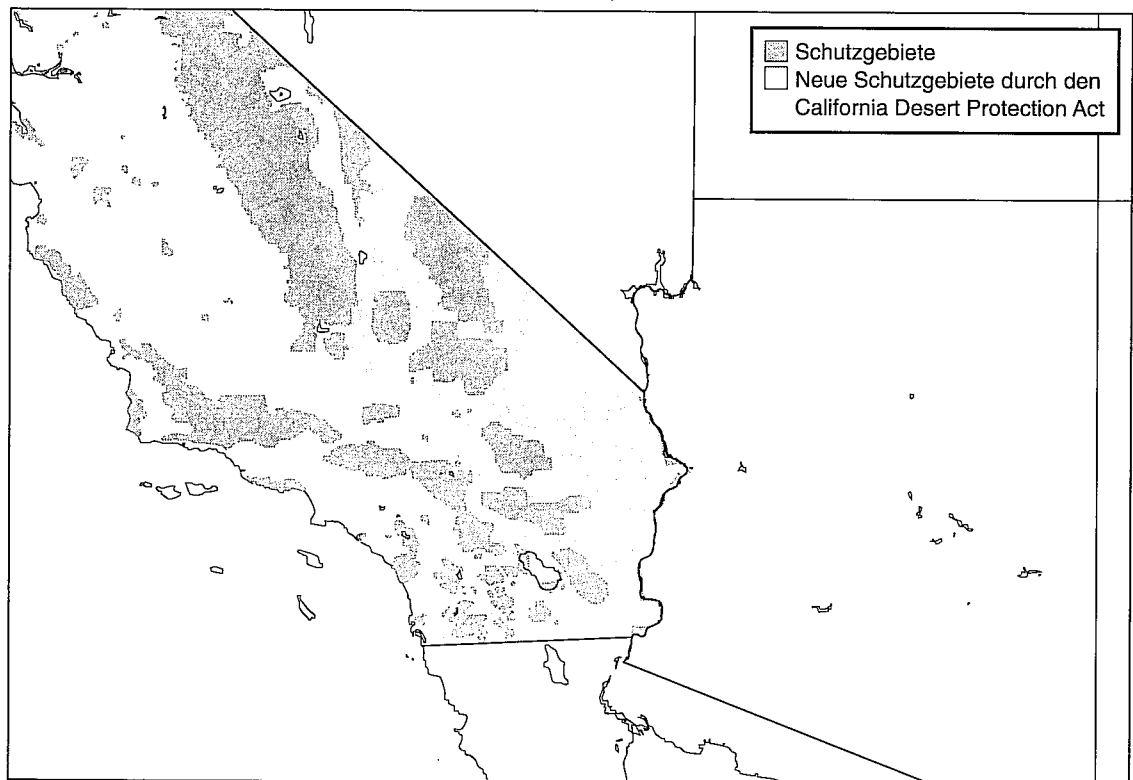 Schutzgebiete
Neue Schutzgebiete durch den
California Desert Protection Act